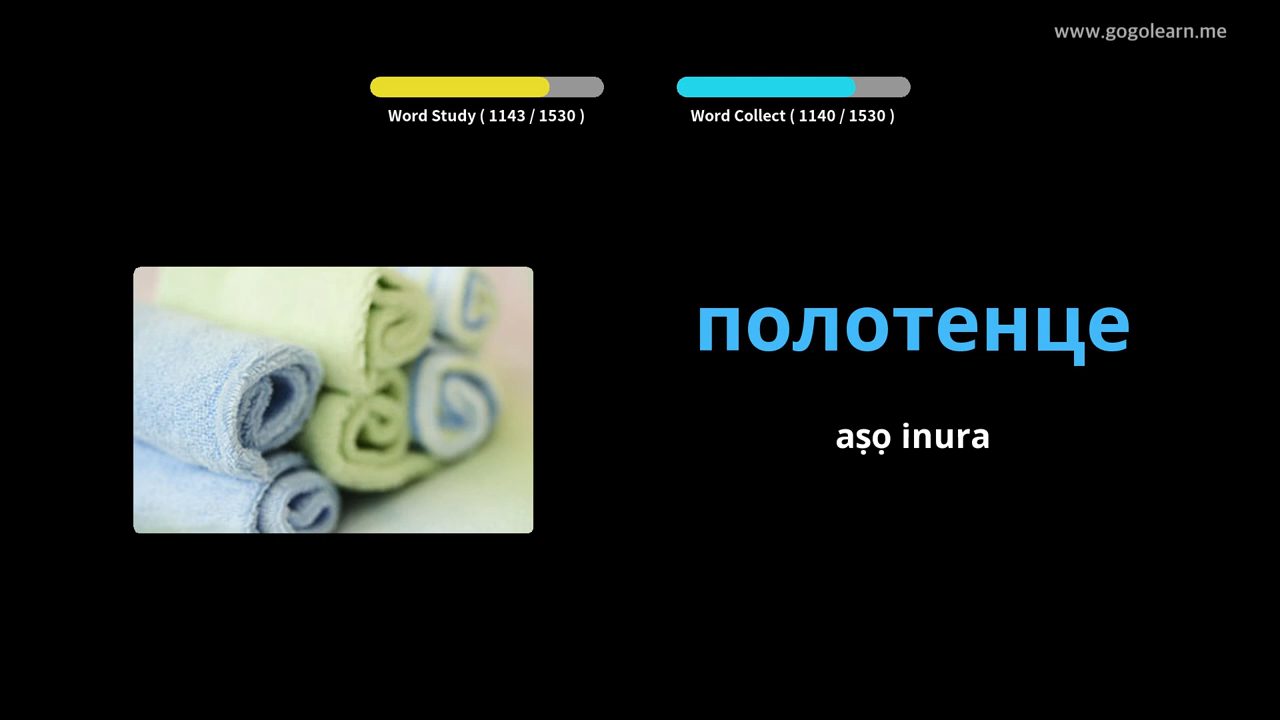 www.gogolearn.me
Word Study ( 1143 / 1530 )
Word Collect ( 1140 / 1530 )
полотенце
aṣọ inura